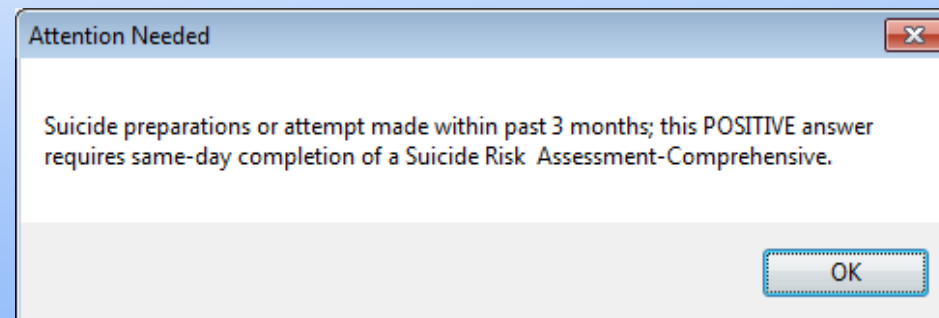 Attention Needed
Suicide preparations or attempt made within past 3 months; this POSITIVE answer
requires same-day completion of a Suicide Risk  Assessment-Comprehensive.
OK